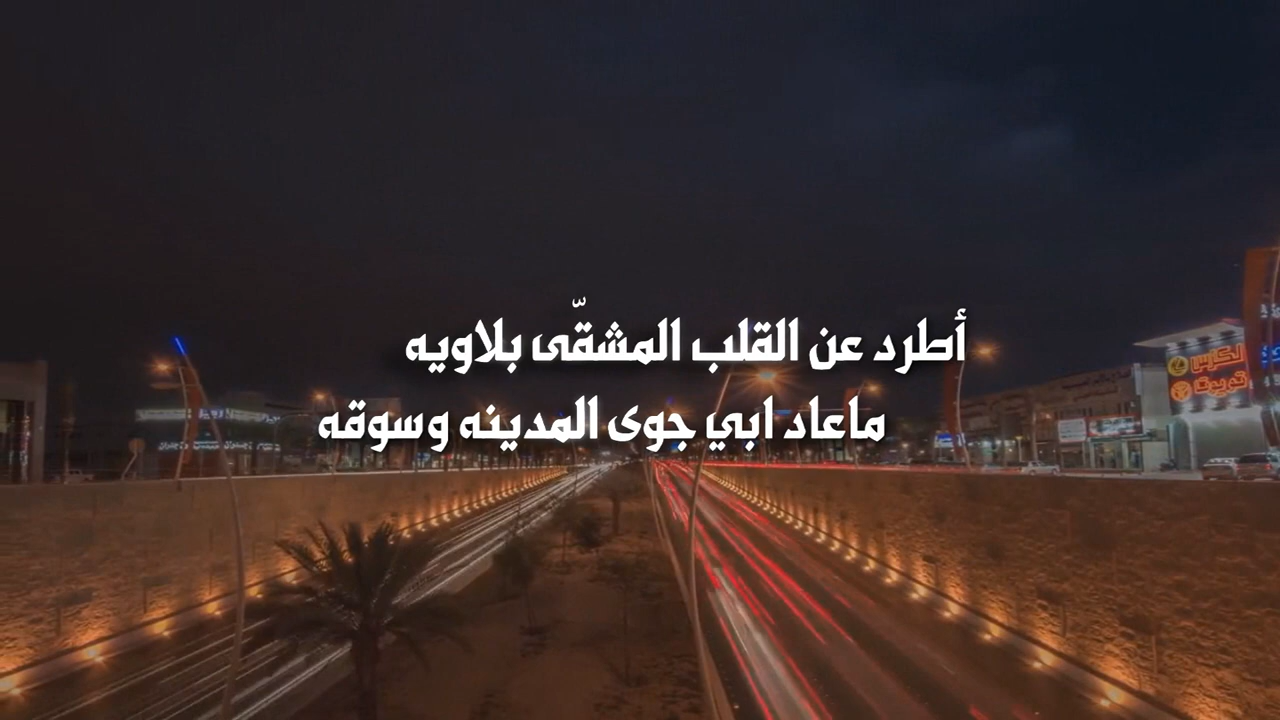 أطرد عن القلب المشقّى بلاويه
ماعاد ابي جوى المدينه وسوقه